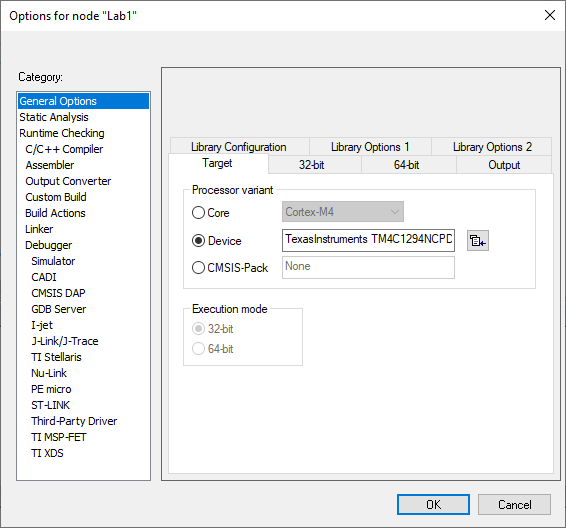 Options for node "Lab1"
Category:
General Options
Static Analysis
Runtime Checking
C/C++ Compiler
Assembler
Output Converter
Custom Build
Build Actions
Linker
Debugger
Simulator
CADI
CMSIS DAP
GDB Server
I-jet
J-Link/J-Trace
TI Stellaris
Nu-Link
PE micro
ST-LINK
Third-Party Driver
TI MSP-FET
TI XDS
Library Configuration Library Options 1 Library Options 2
Target 32-bit 64-bit Output
Processor variant
Core Cortex-M4
Device TexasInstruments TM4C1294NCPD
CMSIS-Pack None
Execution mode
32-bit
64-bit
OK Cancel